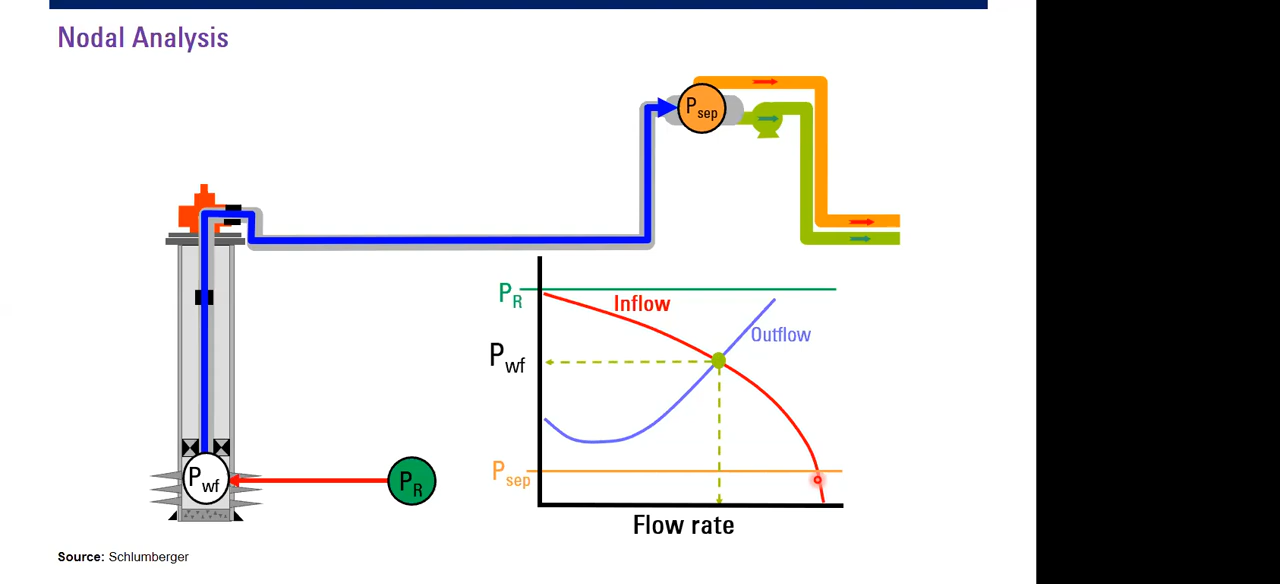 Nodal Analysis
Psep
PR
Inflow
Outflow
Pwf
Pwf
PR
Psep
Flow rate
Source: Schlumberger